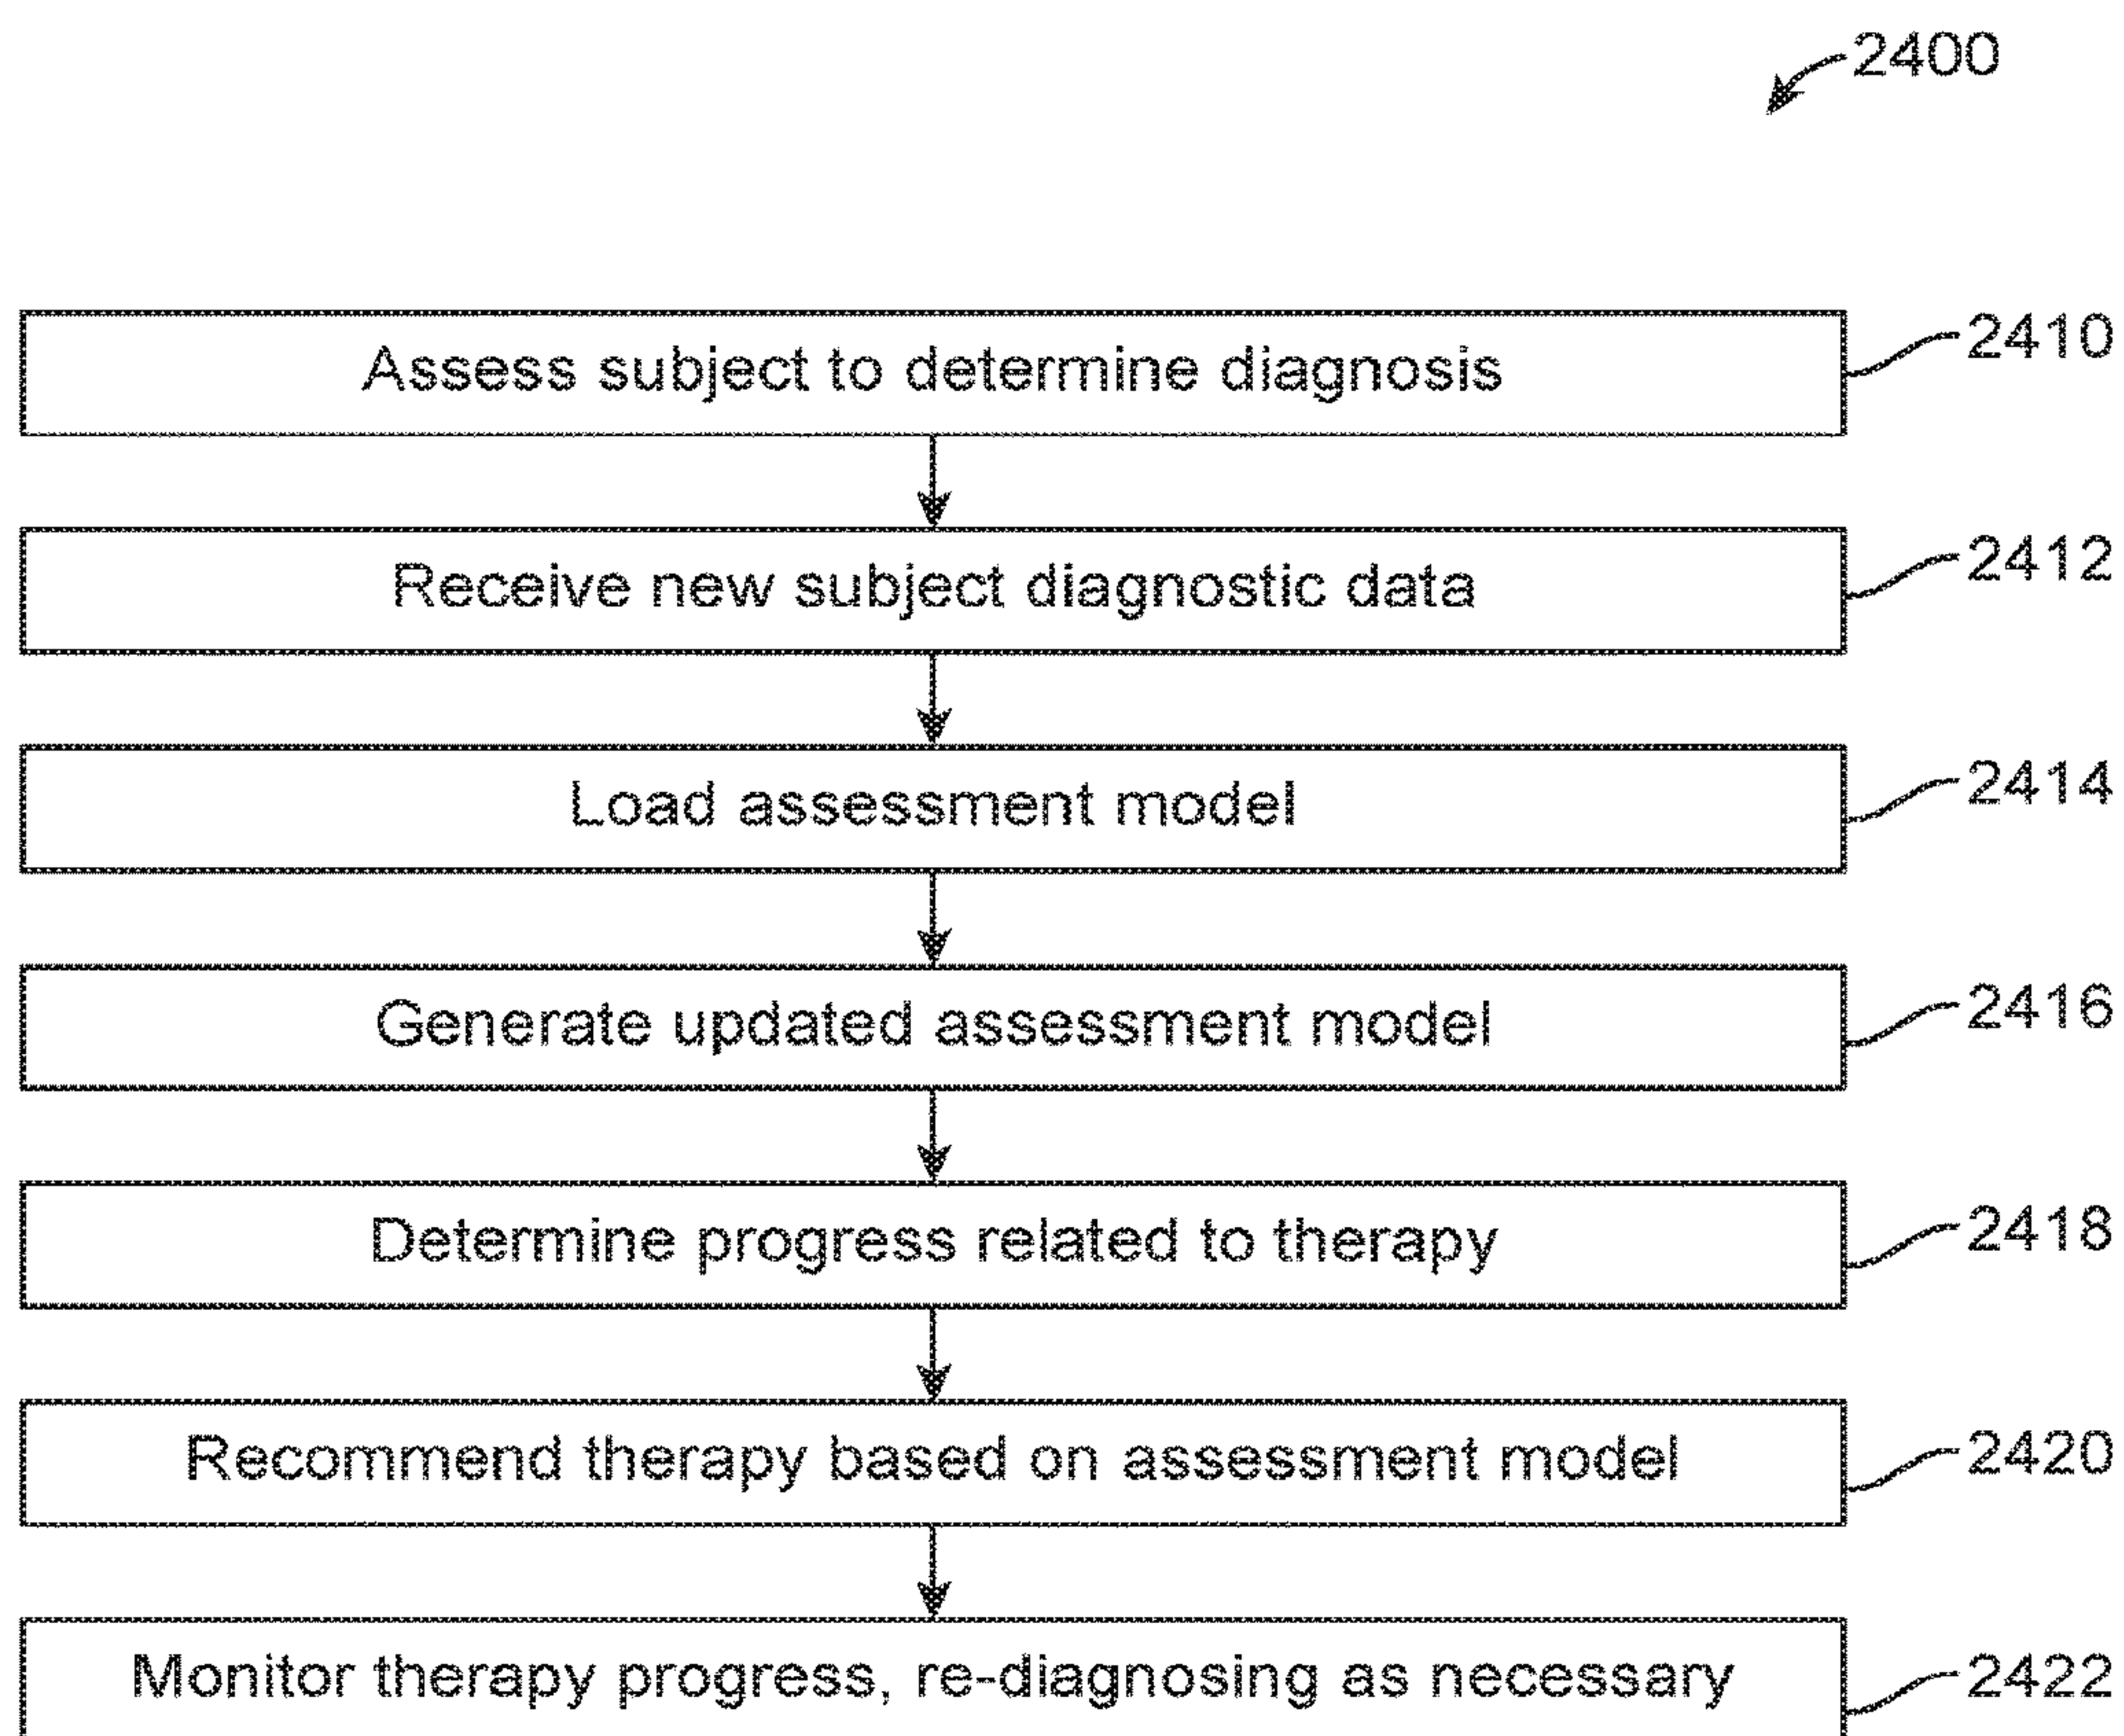 2400
Assess subject to determine diagnosis
2410
Receive new subject diagnostic data
2412
Load assessment model
2414
Generate updated assessment model
2416
Determine progress related to therapy
2418
Recommend therapy based on assessment model
2420
Monitor therapy progress, re-diagnosing as necessary
2422